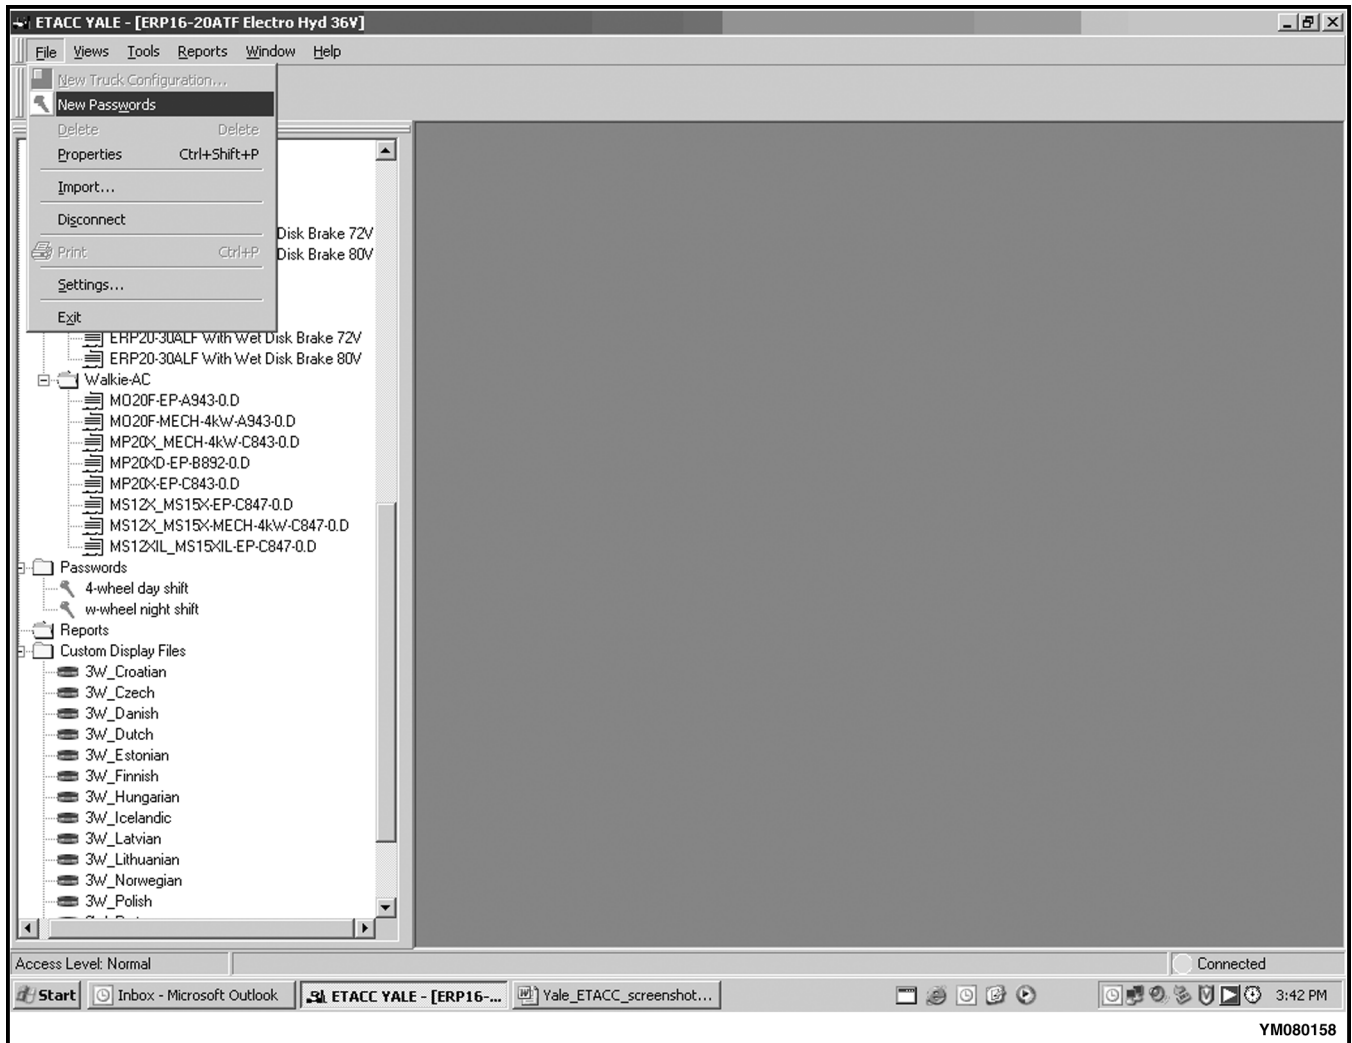 ETACC YALE - [ERP16-20ATF Electro Hyd 36V]
File Views Tools Reports Window Help
New Truck Configuration...
New Passwords
Delete Delete
Properties Ctrl+Shift+P
Import...
Disconnect
Disk Brake 72V
Print Ctrl+P
Disk Brake 80V
Settings...
Exit
ERP20-30ALF With Wet Disk Brake 72V
ERP20-30ALF With Wet Disk Brake 80V
Walkie-AC
MO20F-EP-A943-0.D
MO20F-MECH-4kW-A943-0.D
MP20X_MECH-4kW-C843-0.D
MP20XD-EP-B892-0.D
MP20X-EP-C843-0.D
MS12X_MS15X-EP-C847-0.D
MS12X_MS15X-MECH-4kW-C847-0.D
MS12XIL_MS15XIL-EP-C847-0.D
Passwords
4-wheel day shift
w-wheel night shift
Reports
Custom Display Files
3W_Croatian
3W_Czech
3W_Danish
3W_Dutch
3W_Estonian
3W_Finnish
3W_Hungarian
3W_Icelandic
3W_Latvian
3W_Lithuanian
3W_Norwegian
3W_Polish
Access Level: Normal Connected
Start Inbox - Microsoft Outlook ETACC YALE - [ERP16-... Yale_ETACC_screenshot... 3:42 PM
YM080158